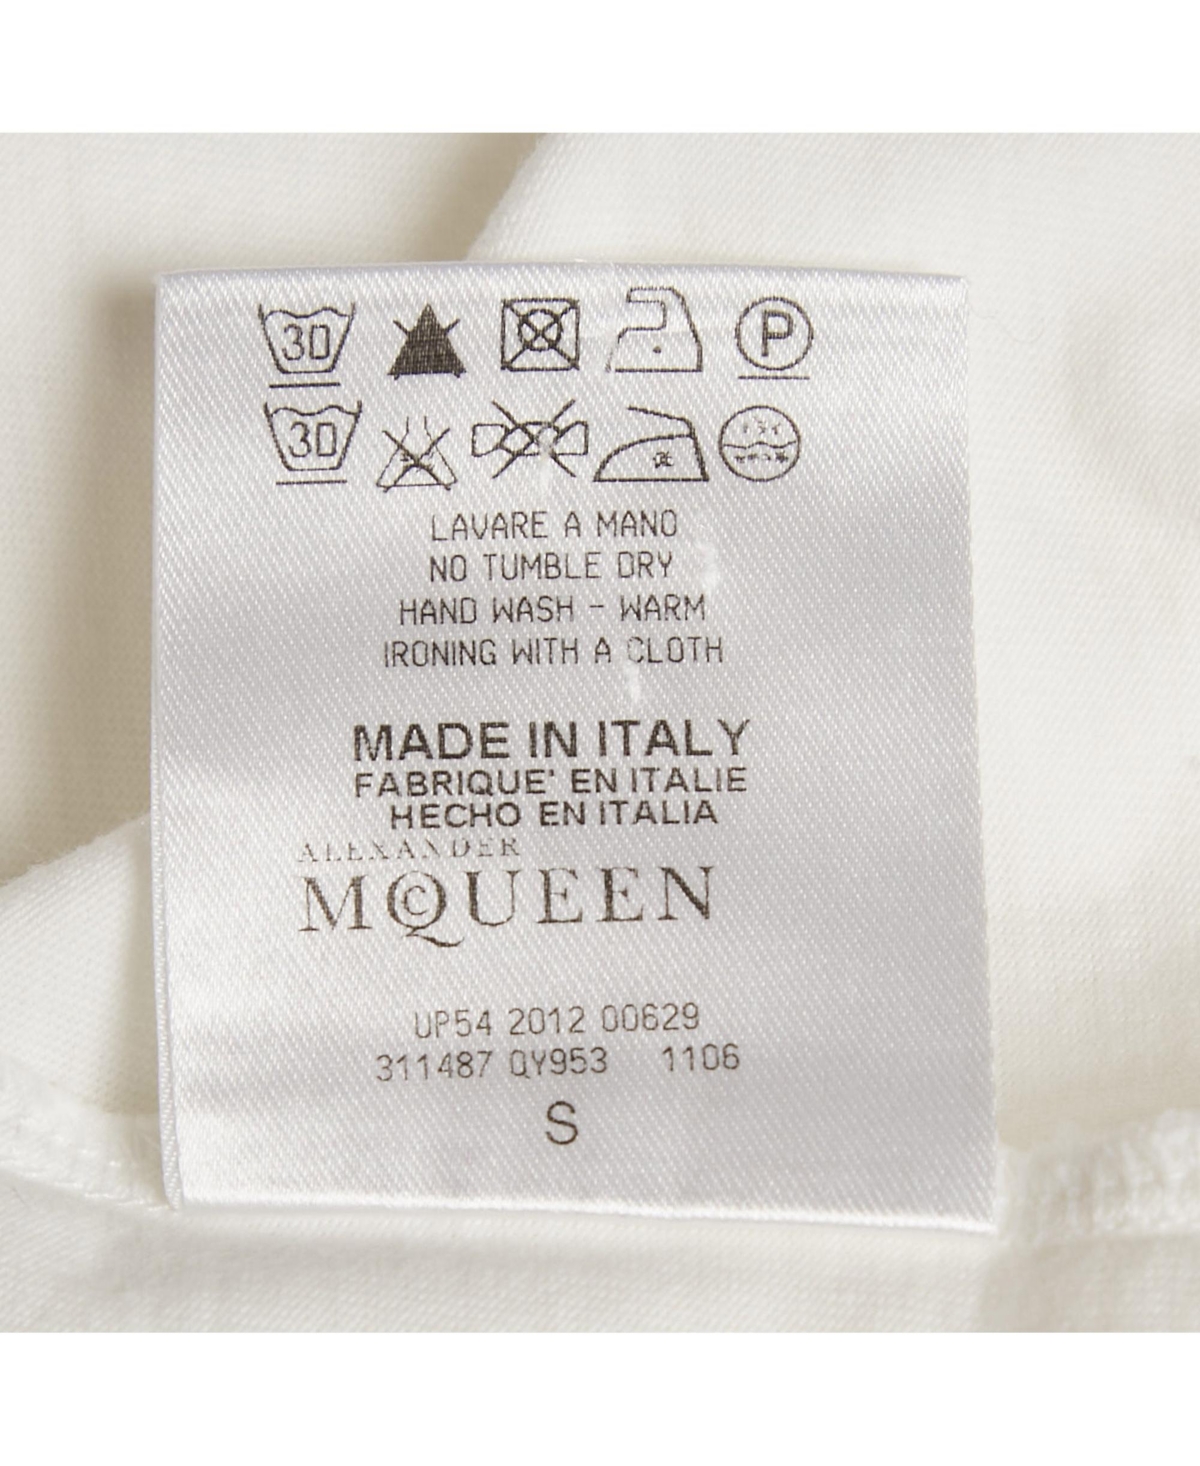 30 P
30
LAVARE A MANO
NO TUMBLE DRY
HAND WASH - WARM
IRONING WITH A CLOTH
MADE IN ITALY
FABRIQUE' EN ITALIE
HECHO EN ITALIA
ALEXANDER
MCQUEEN
UP54 2012 00629
311487 QY953 1106
S